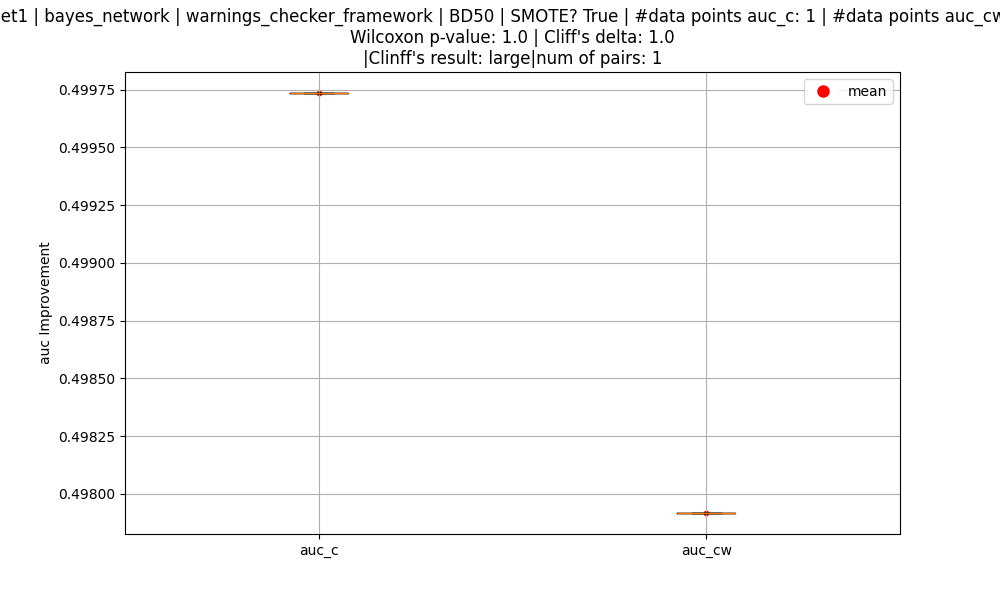 et1 | bayes_network | warnings_checker_framework | BD50 | SMOTE? True | #data points auc_c: 1 | #data points auc_cw
Wilcoxon p-value: 1.0 | Cliff's delta: 1.0
|Clinff's result: large|num of pairs: 1
mean
0.49975
0.49950
0.49925
0.49900
0.49875
0.49850
0.49825
0.49800
auc Improvement
auc_c
auc_cw